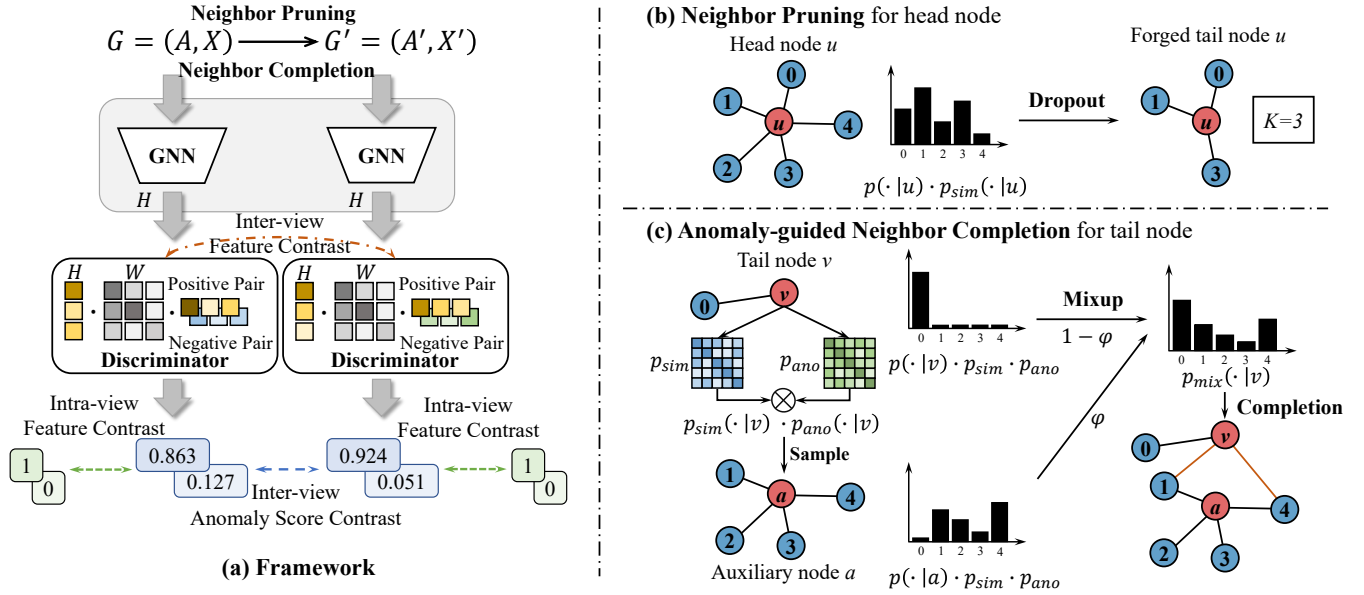 Neighbor Pruning
G = (A, X) → G′ = (A′, X′)
Neighbor Completion
GNN
GNN
H
H
Inter-view
Feature Contrast
H W
Positive Pair
Negative Pair
Discriminator
H W
Positive Pair
Negative Pair
Discriminator
Intra-view
Feature Contrast
Intra-view
Feature Contrast
1
0
0.863
0.127
0.924
0.051
1
0
Inter-view
Anomaly Score Contrast
(a) Framework
(b) Neighbor Pruning for head node
Head node u
0
1
u
4
2
3
0 1 2 3 4
p(· |u) · p_sim(· |u)
Dropout
Forged tail node u
0
1
u
3
K=3
(c) Anomaly-guided Neighbor Completion for tail node
Tail node v
0
v
p_sim
p_ano
p_sim(· |v) · p_ano(· |v)
Sample
1
a
4
2
3
Auxiliary node a
0 1 2 3 4
p(· |v) · p_sim · p_ano
0 1 2 3 4
p(· |a) · p_sim · p_ano
Mixup
1 − φ
φ
0 1 2 3 4
p_mix(· |v)
Completion
v
0
1
a
4
2
3